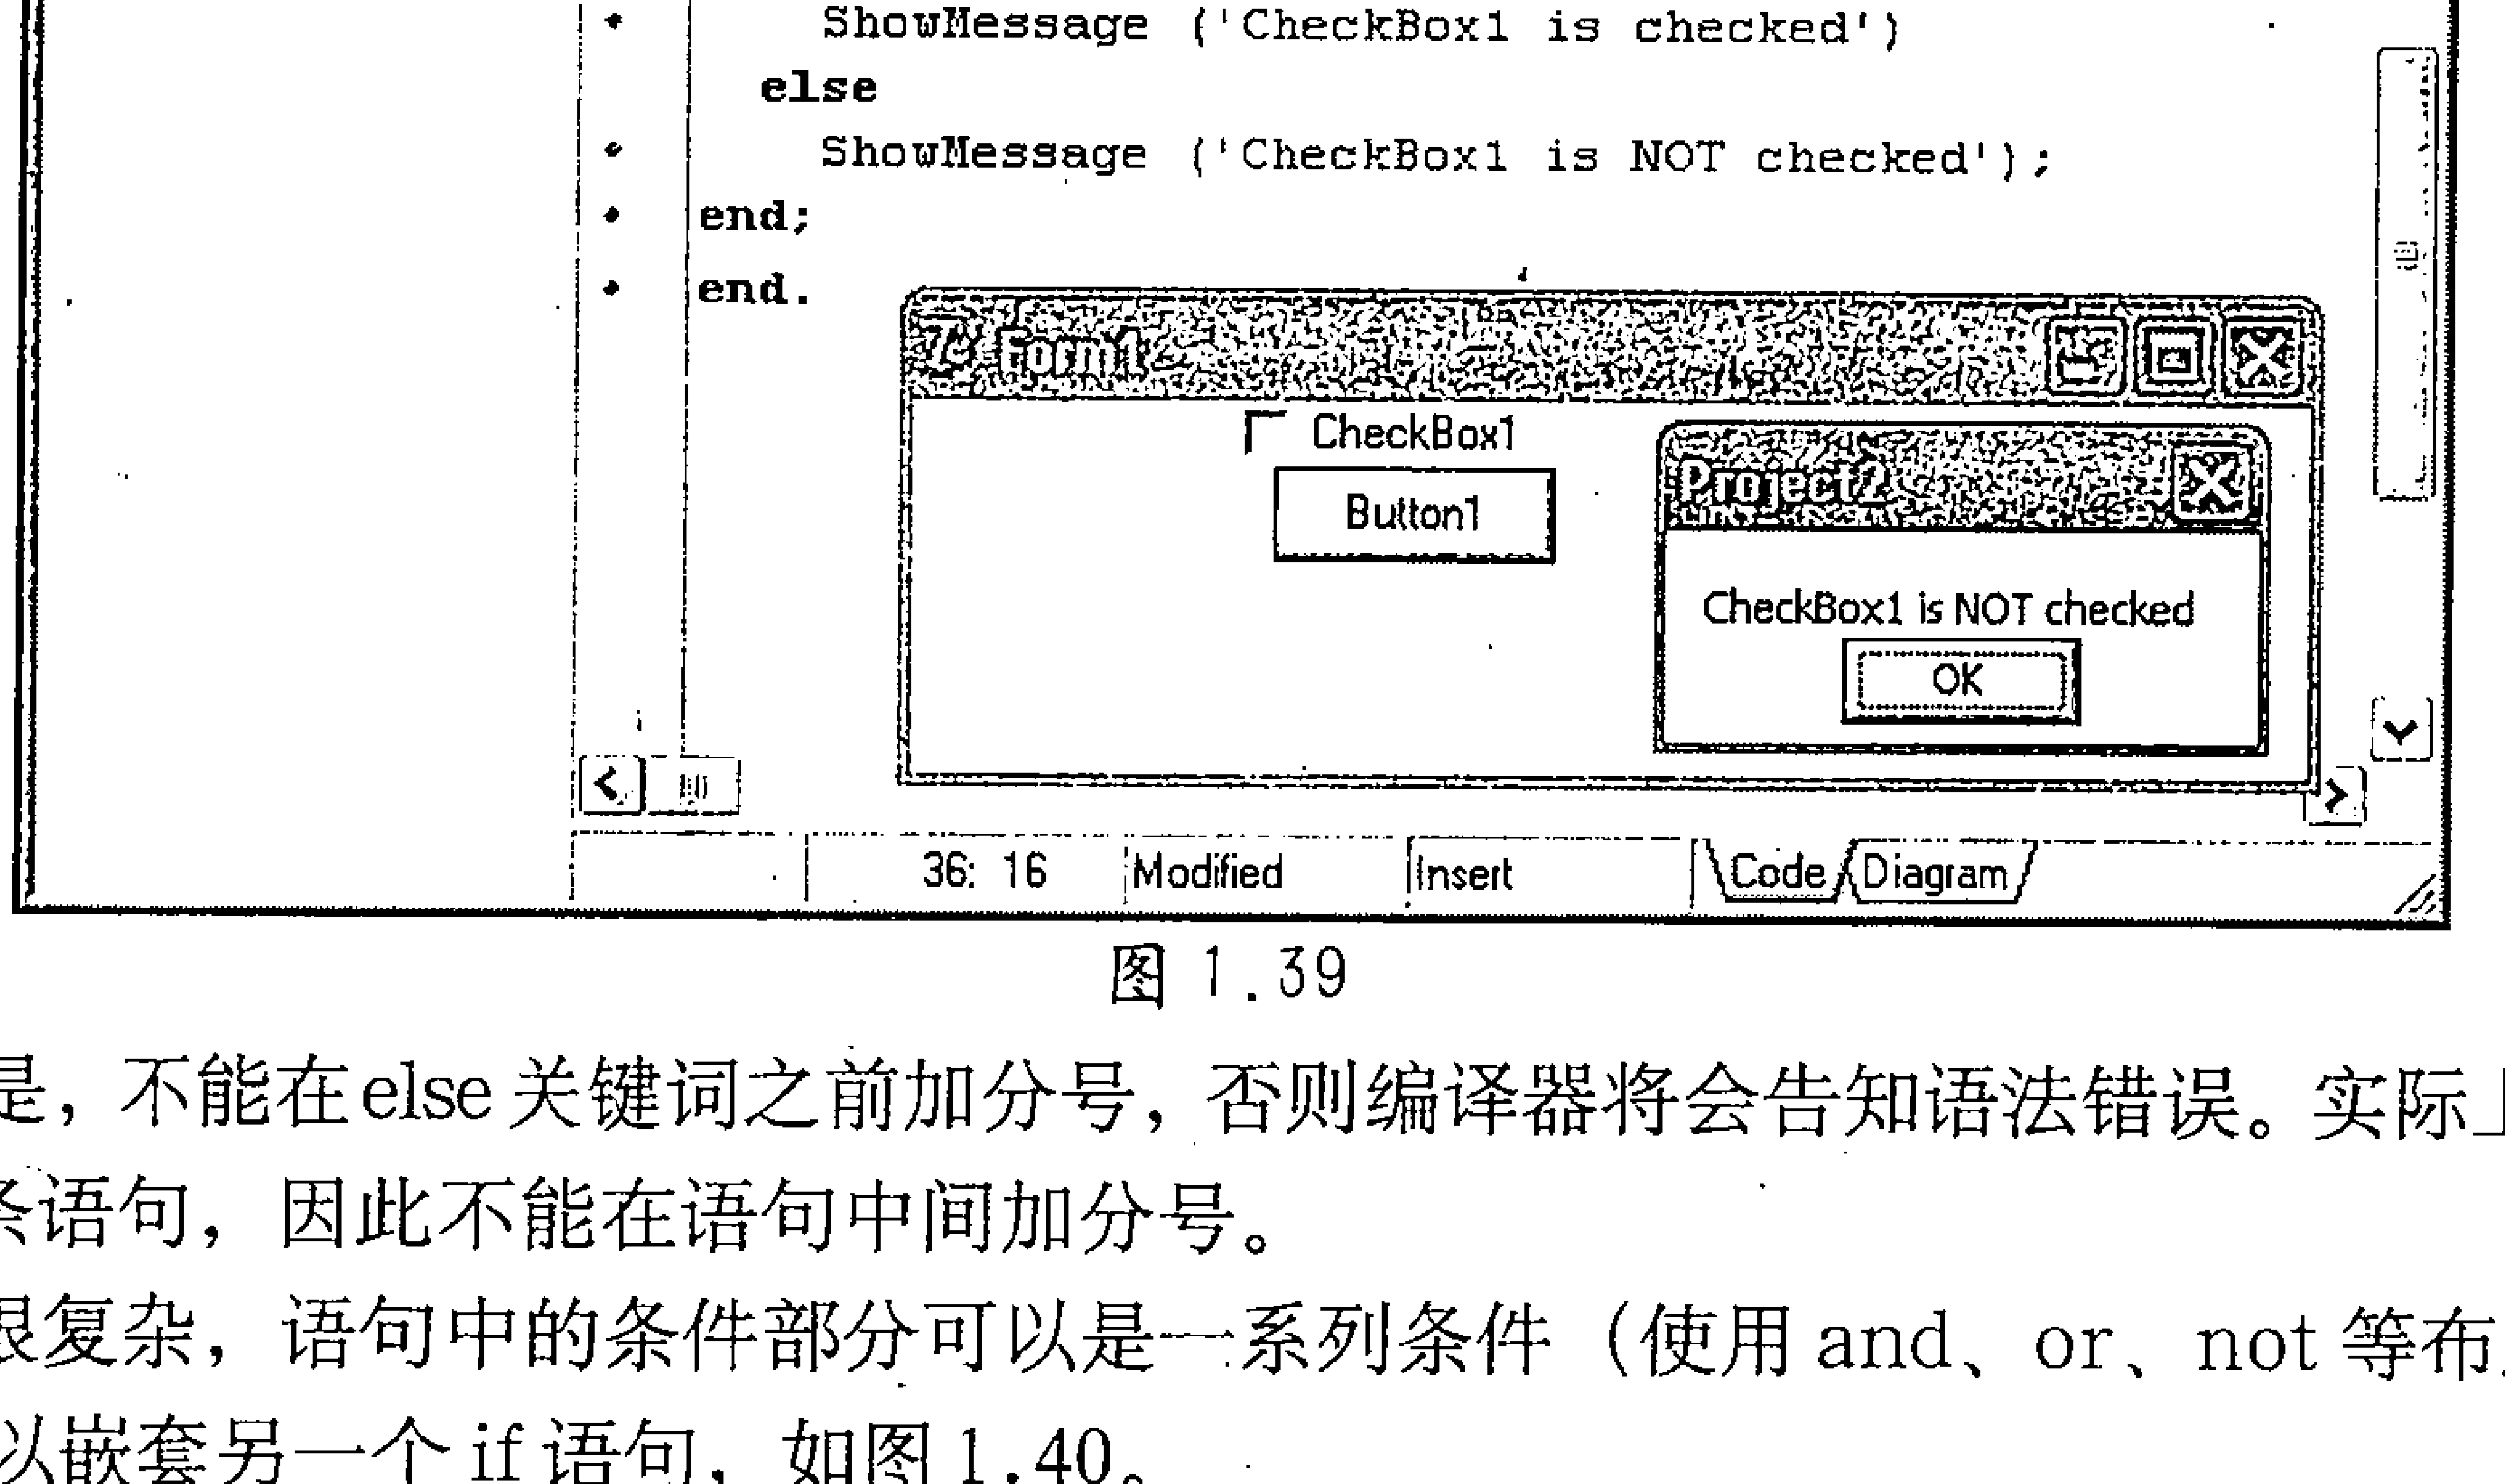 ShowMessage ('CheckBox1 is checked')
else
ShowMessage ('CheckBox1 is NOT checked');
end;
end.
Form1
CheckBox1
Button1
Project2
CheckBox1 is NOT checked
OK
36: 16 Modified Insert Code Diagram
图 1.39
是，不能在else关键词之前加分号，否则编译器将会告知语法错误。实际
条语句，因此不能在语句中间加分号。
很复杂，语句中的条件部分可以是一系列条件（使用 and、or、not 等布
以嵌套另一个 if 语句，如图 1.40。